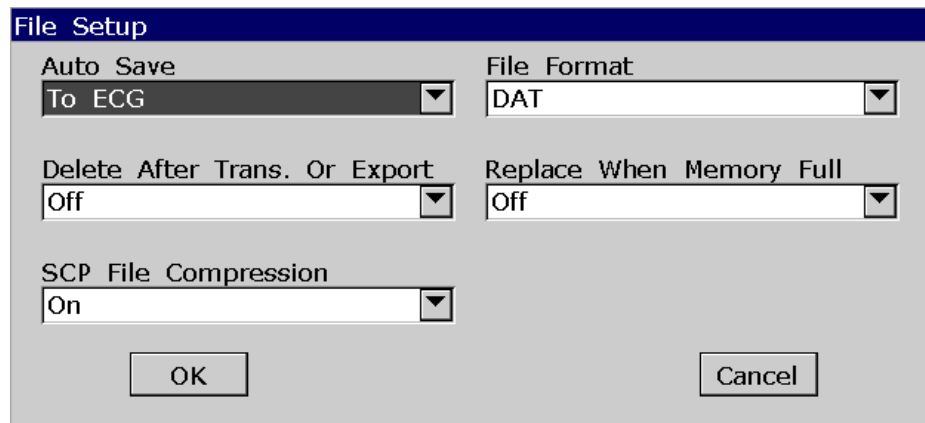 File Setup
Auto Save
To ECG
File Format
DAT
Delete After Trans. Or Export
Off
Replace When Memory Full
Off
SCP File Compression
On
OK
Cancel